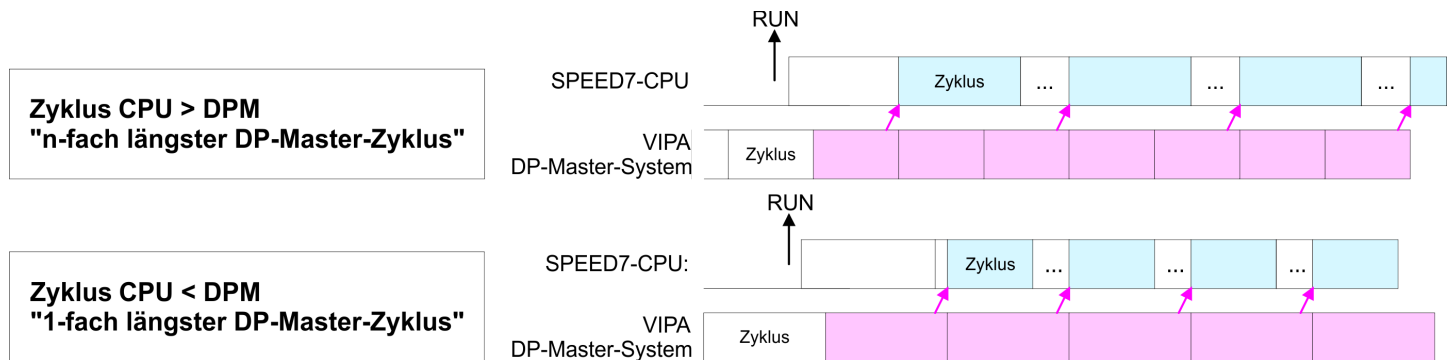 RUN
SPEED7-CPU
Zyklus
...
...
...
Zyklus CPU > DPM
"n-fach längster DP-Master-Zyklus"
VIPA
DP-Master-System
Zyklus
RUN
SPEED7-CPU:
Zyklus
...
...
...
Zyklus CPU < DPM
"1-fach längster DP-Master-Zyklus"
VIPA
DP-Master-System
Zyklus